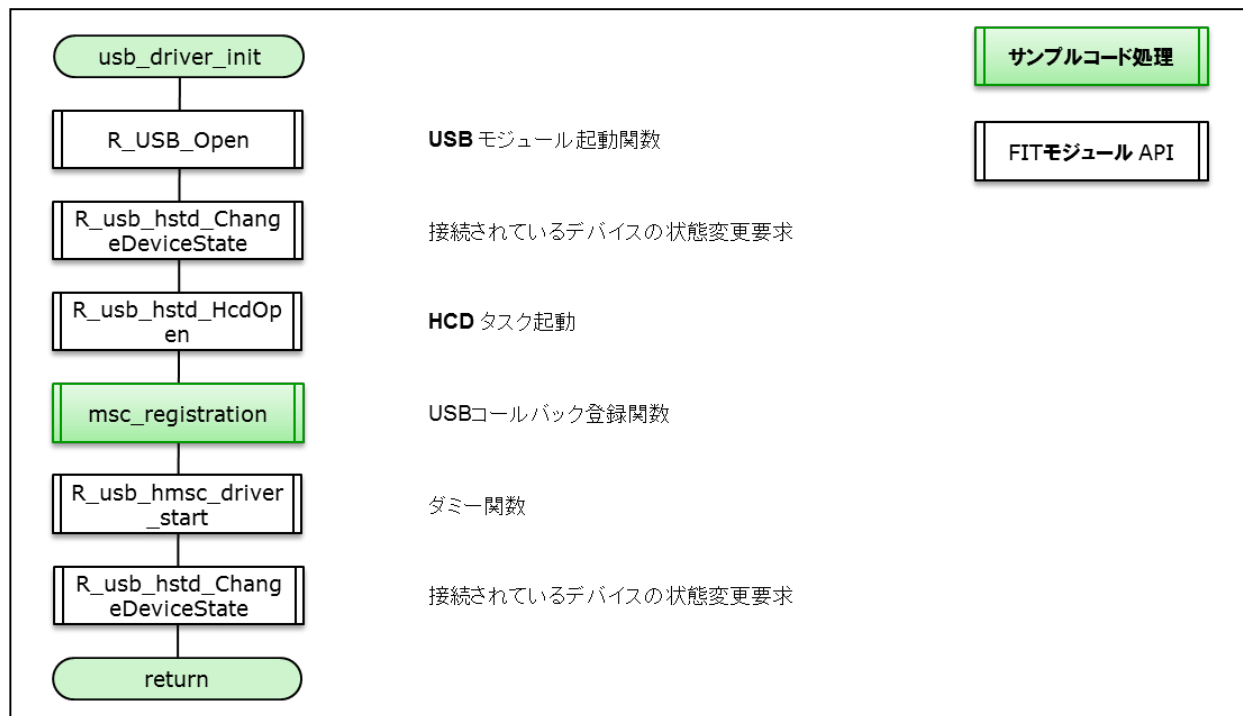 usb_driver_init
サンプルコード処理
R_USB_Open
USB モジュール起動関数
FITモジュール API
R_usb_hstd_Chang
eDeviceState
接続されているデバイスの状態変更要求
R_usb_hstd_HcdOp
en
HCD タスク起動
msc_registration
USBコールバック登録関数
R_usb_hmsc_driver
_start
ダミー関数
R_usb_hstd_Chang
eDeviceState
接続されているデバイスの状態変更要求
return